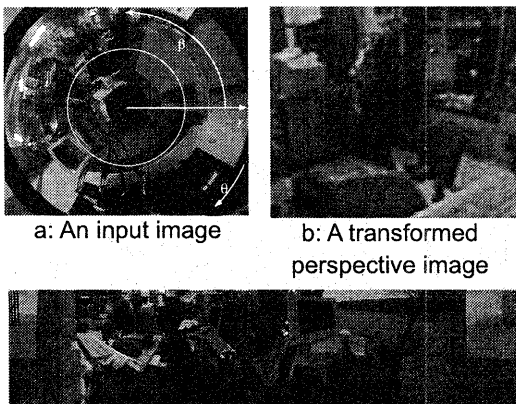 β
θ
a: An input image
b: A transformed
perspective image